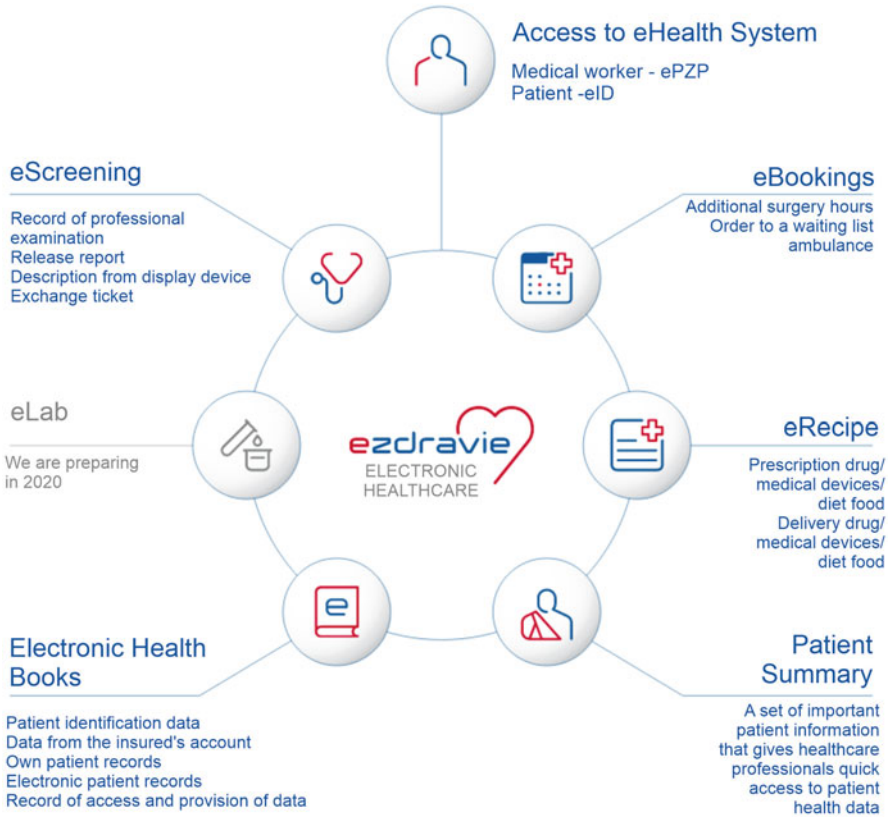 Access to eHealth System
Medical worker - ePZP
Patient -eID
eScreening
Record of professional
examination
Release report
Description from display device
Exchange ticket
eBookings
Additional surgery hours
Order to a waiting list
ambulance
eLab
We are preparing
in 2020
ezdravie
ELECTRONIC
HEALTHCARE
eRecipe
Prescription drug/
medical devices/
diet food
Delivery drug/
medical devices/
diet food
e
Electronic Health
Books
Patient identification data
Data from the insured's account
Own patient records
Electronic patient records
Record of access and provision of data
Patient
Summary
A set of important
patient information
that gives healthcare
professionals quick
access to patient
health data